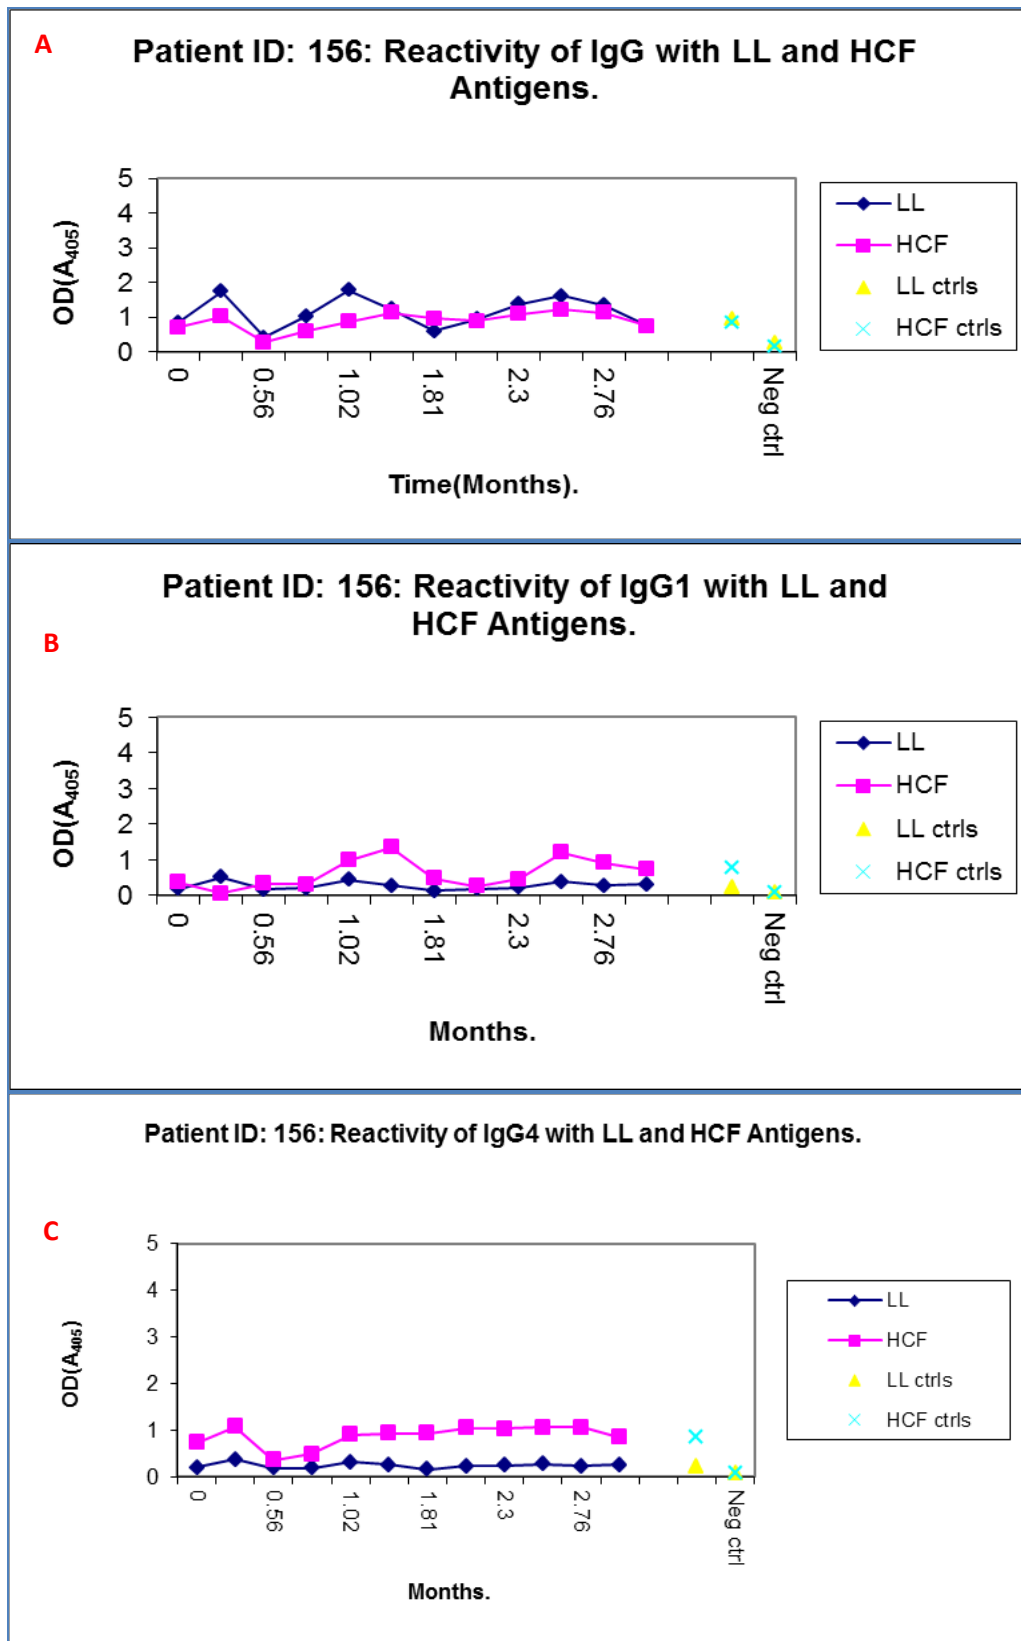 A
Patient ID: 156: Reactivity of IgG with LL and HCF
Antigens.
OD(A405)
5
4
3
2
1
0
0
0.56
1.02
1.81
2.3
2.76
Neg ctrl
Time(Months).
LL
HCF
LL ctrls
HCF ctrls
B
Patient ID: 156: Reactivity of IgG1 with LL and
HCF Antigens.
OD(A405)
5
4
3
2
1
0
0
0.56
1.02
1.81
2.3
2.76
Neg ctrl
Months.
LL
HCF
LL ctrls
HCF ctrls
C
Patient ID: 156: Reactivity of IgG4 with LL and HCF Antigens.
OD(A405)
5
4
3
2
1
0
0
0.56
1.02
1.81
2.3
2.76
Neg ctrl
Months.
LL
HCF
LL ctrls
HCF ctrls